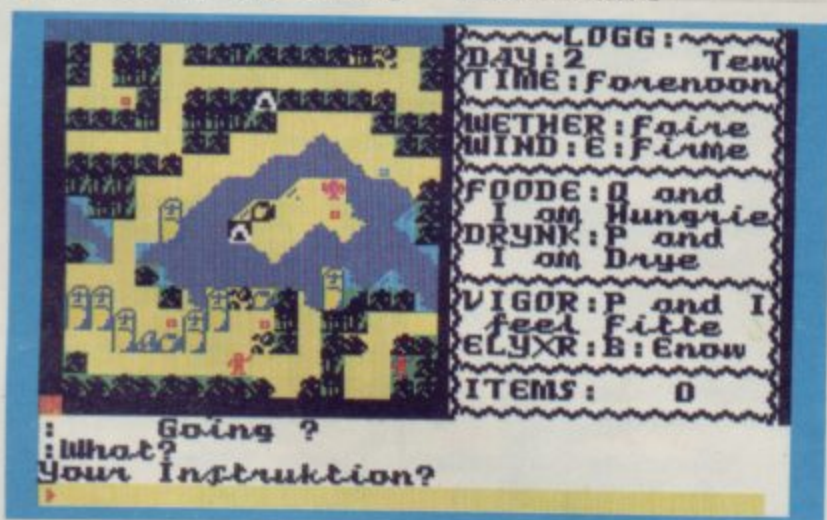 LOGG:
DAY:2 Tew
TIME:Forenoon
WETHER:Faire
WIND:E:Firme
FOODE:Q and
I am Hungrie
DRYNK:P and
I am Drye
VIGOR:P and I
feel Fitte
ELYXR:B:Enow
ITEMS: 0
: Going ?
:What?
Your Instruktion?